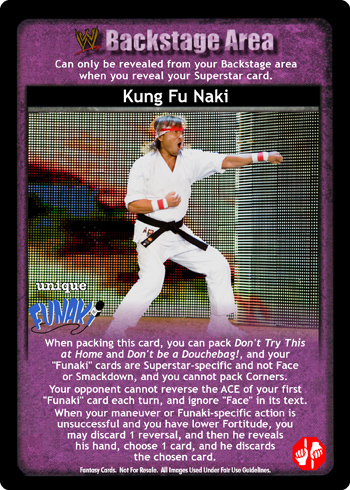 W Backstage Area
Can only be revealed from your Backstage area
when you reveal your Superstar card.
Kung Fu Naki
unique
FUNAKI
When packing this card, you can pack Don't Try This
at Home and Don't be a Douchebag!, and your
"Funaki" cards are Superstar-specific and not Face
or Smackdown, and you cannot pack Corners.
Your opponent cannot reverse the ACE of your first
"Funaki" card each turn, and ignore "Face" in its text.
When your maneuver or Funaki-specific action is
unsuccessful and you have lower Fortitude, you
may discard 1 reversal, and then he reveals
his hand, choose 1 card, and he discards
the chosen card.
Fantasy Cards. Not For Resale. All Images Used Under Fair Use Guidelines.